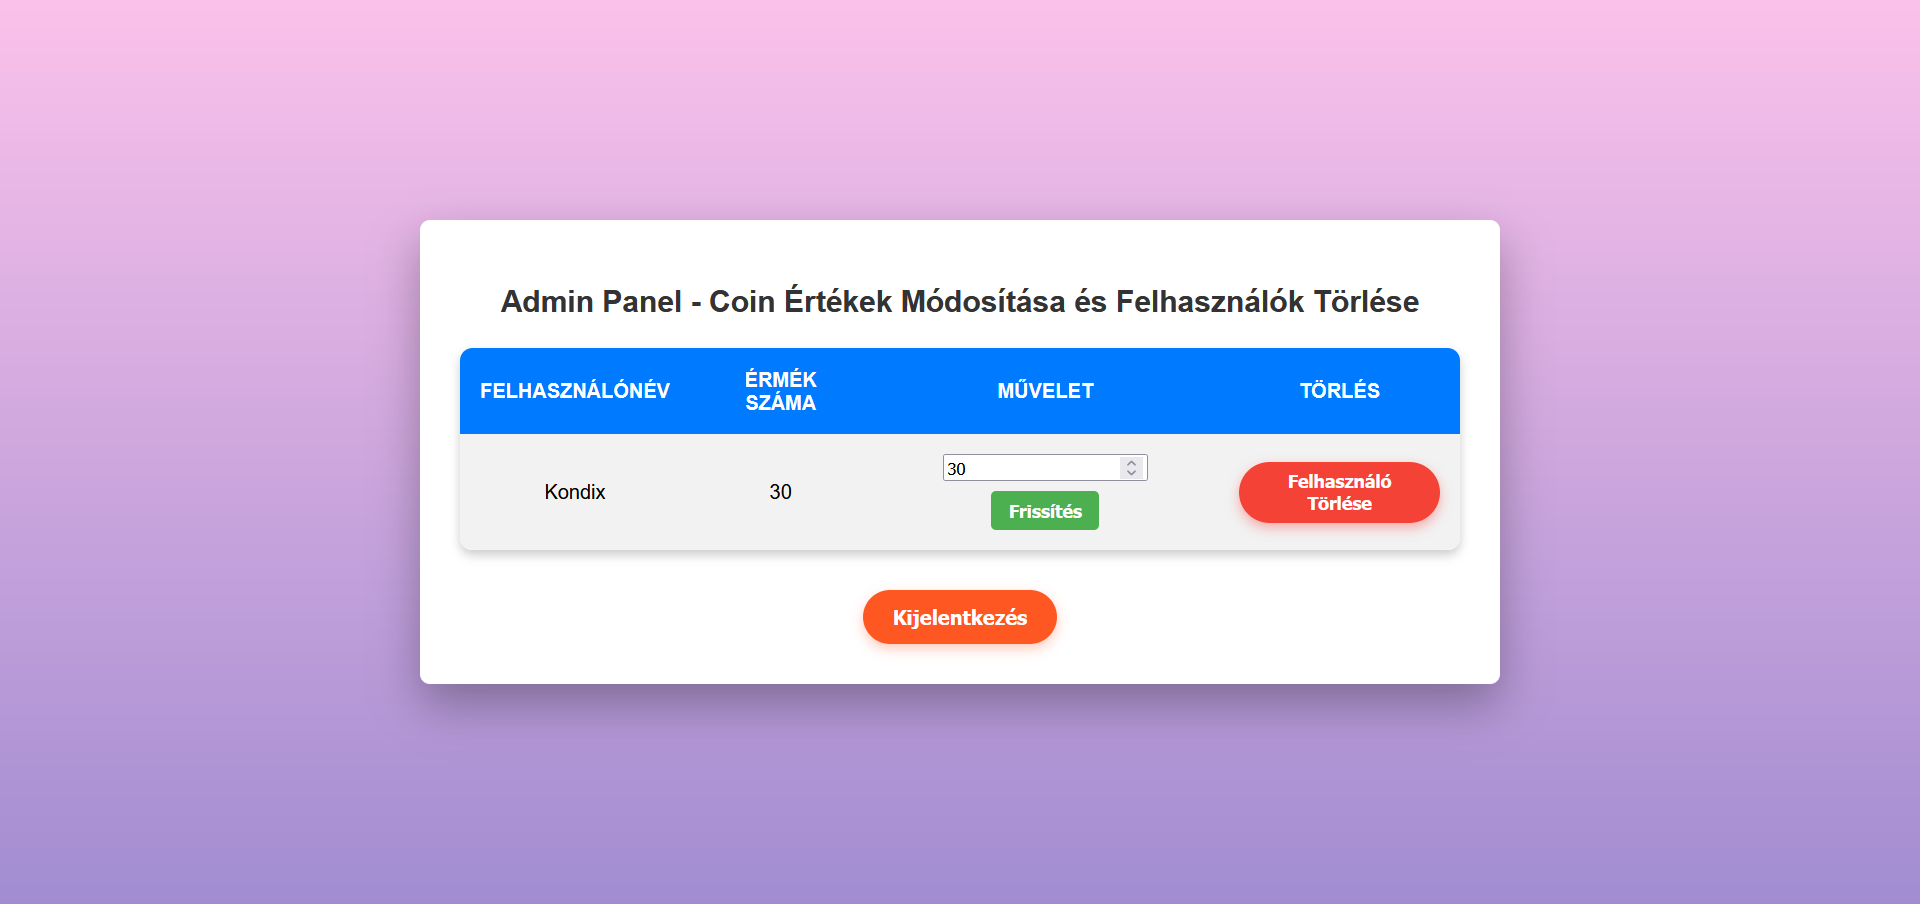 Admin Panel - Coin Értékek Módosítása és Felhasználók Törlése
FELHASZNÁLÓNÉV
ÉRMÉK
SZÁMA
MŰVELET
TÖRLÉS
Kondix
30
30
Frissítés
Felhasználó
Törlése
Kijelentkezés